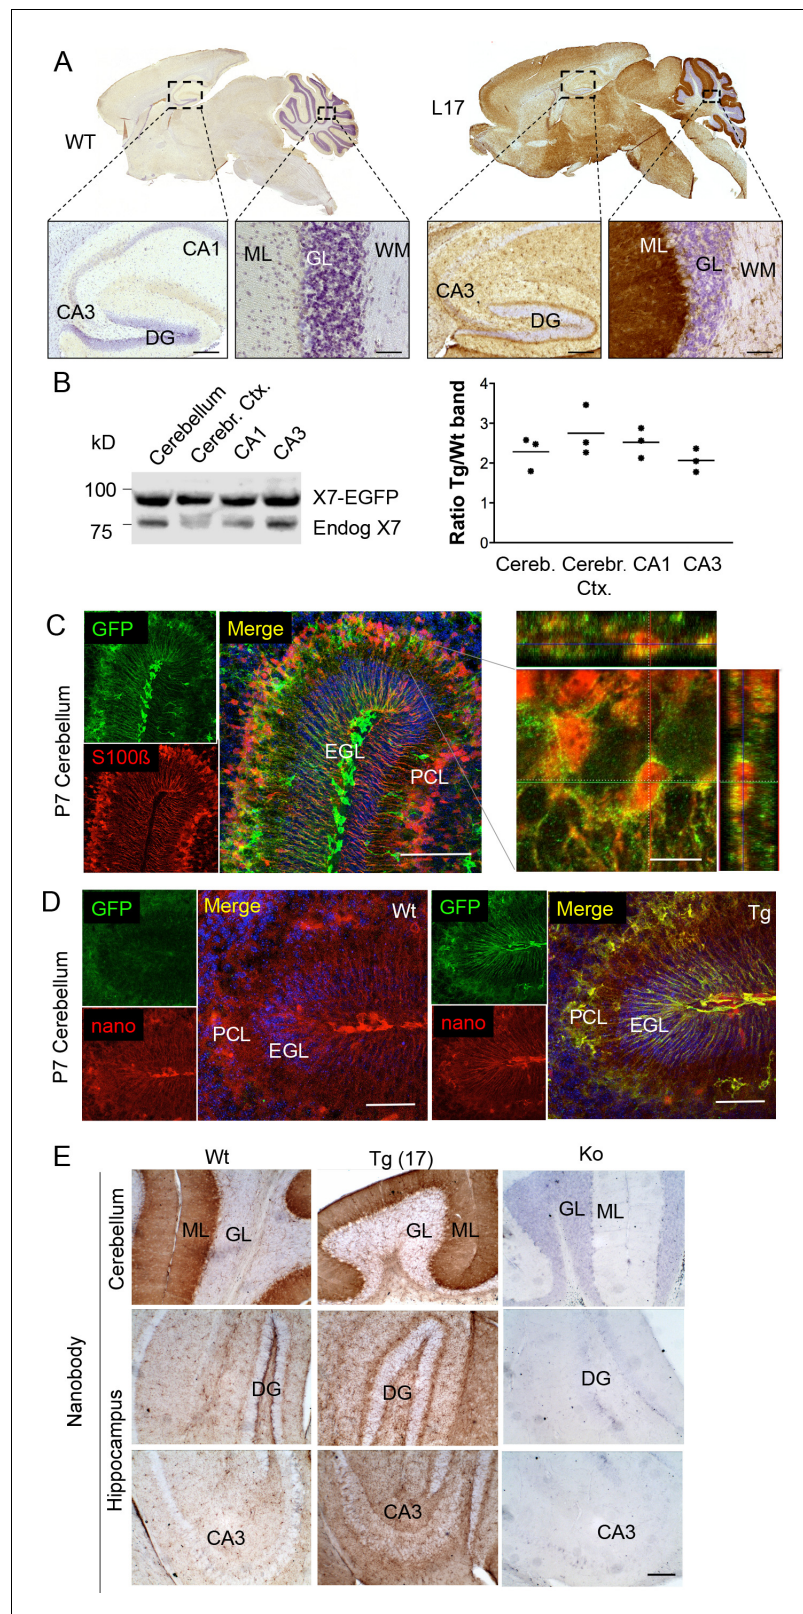 A
WT
L17
CA1
CA3
DG
ML
GL
WM
CA3
DG
ML
GL
WM
B
kD
Cerebellum
Cerebr. Ctx.
CA1
CA3
100
75
X7-EGFP
Endog X7
Ratio Tg/Wt band
4
3
2
1
0
Cereb.
Cerebr. Ctx.
CA1
CA3
C
P7 Cerebellum
GFP
S100ß
Merge
EGL
PCL
D
P7 Cerebellum
GFP
nano
Merge
Wt
PCL
EGL
GFP
nano
Merge
Tg
PCL
EGL
E
Wt
Tg (17)
Ko
Nanobody
Cerebellum
Hippocampus
ML
GL
GL
ML
GL
ML
DG
DG
DG
CA3
CA3
CA3